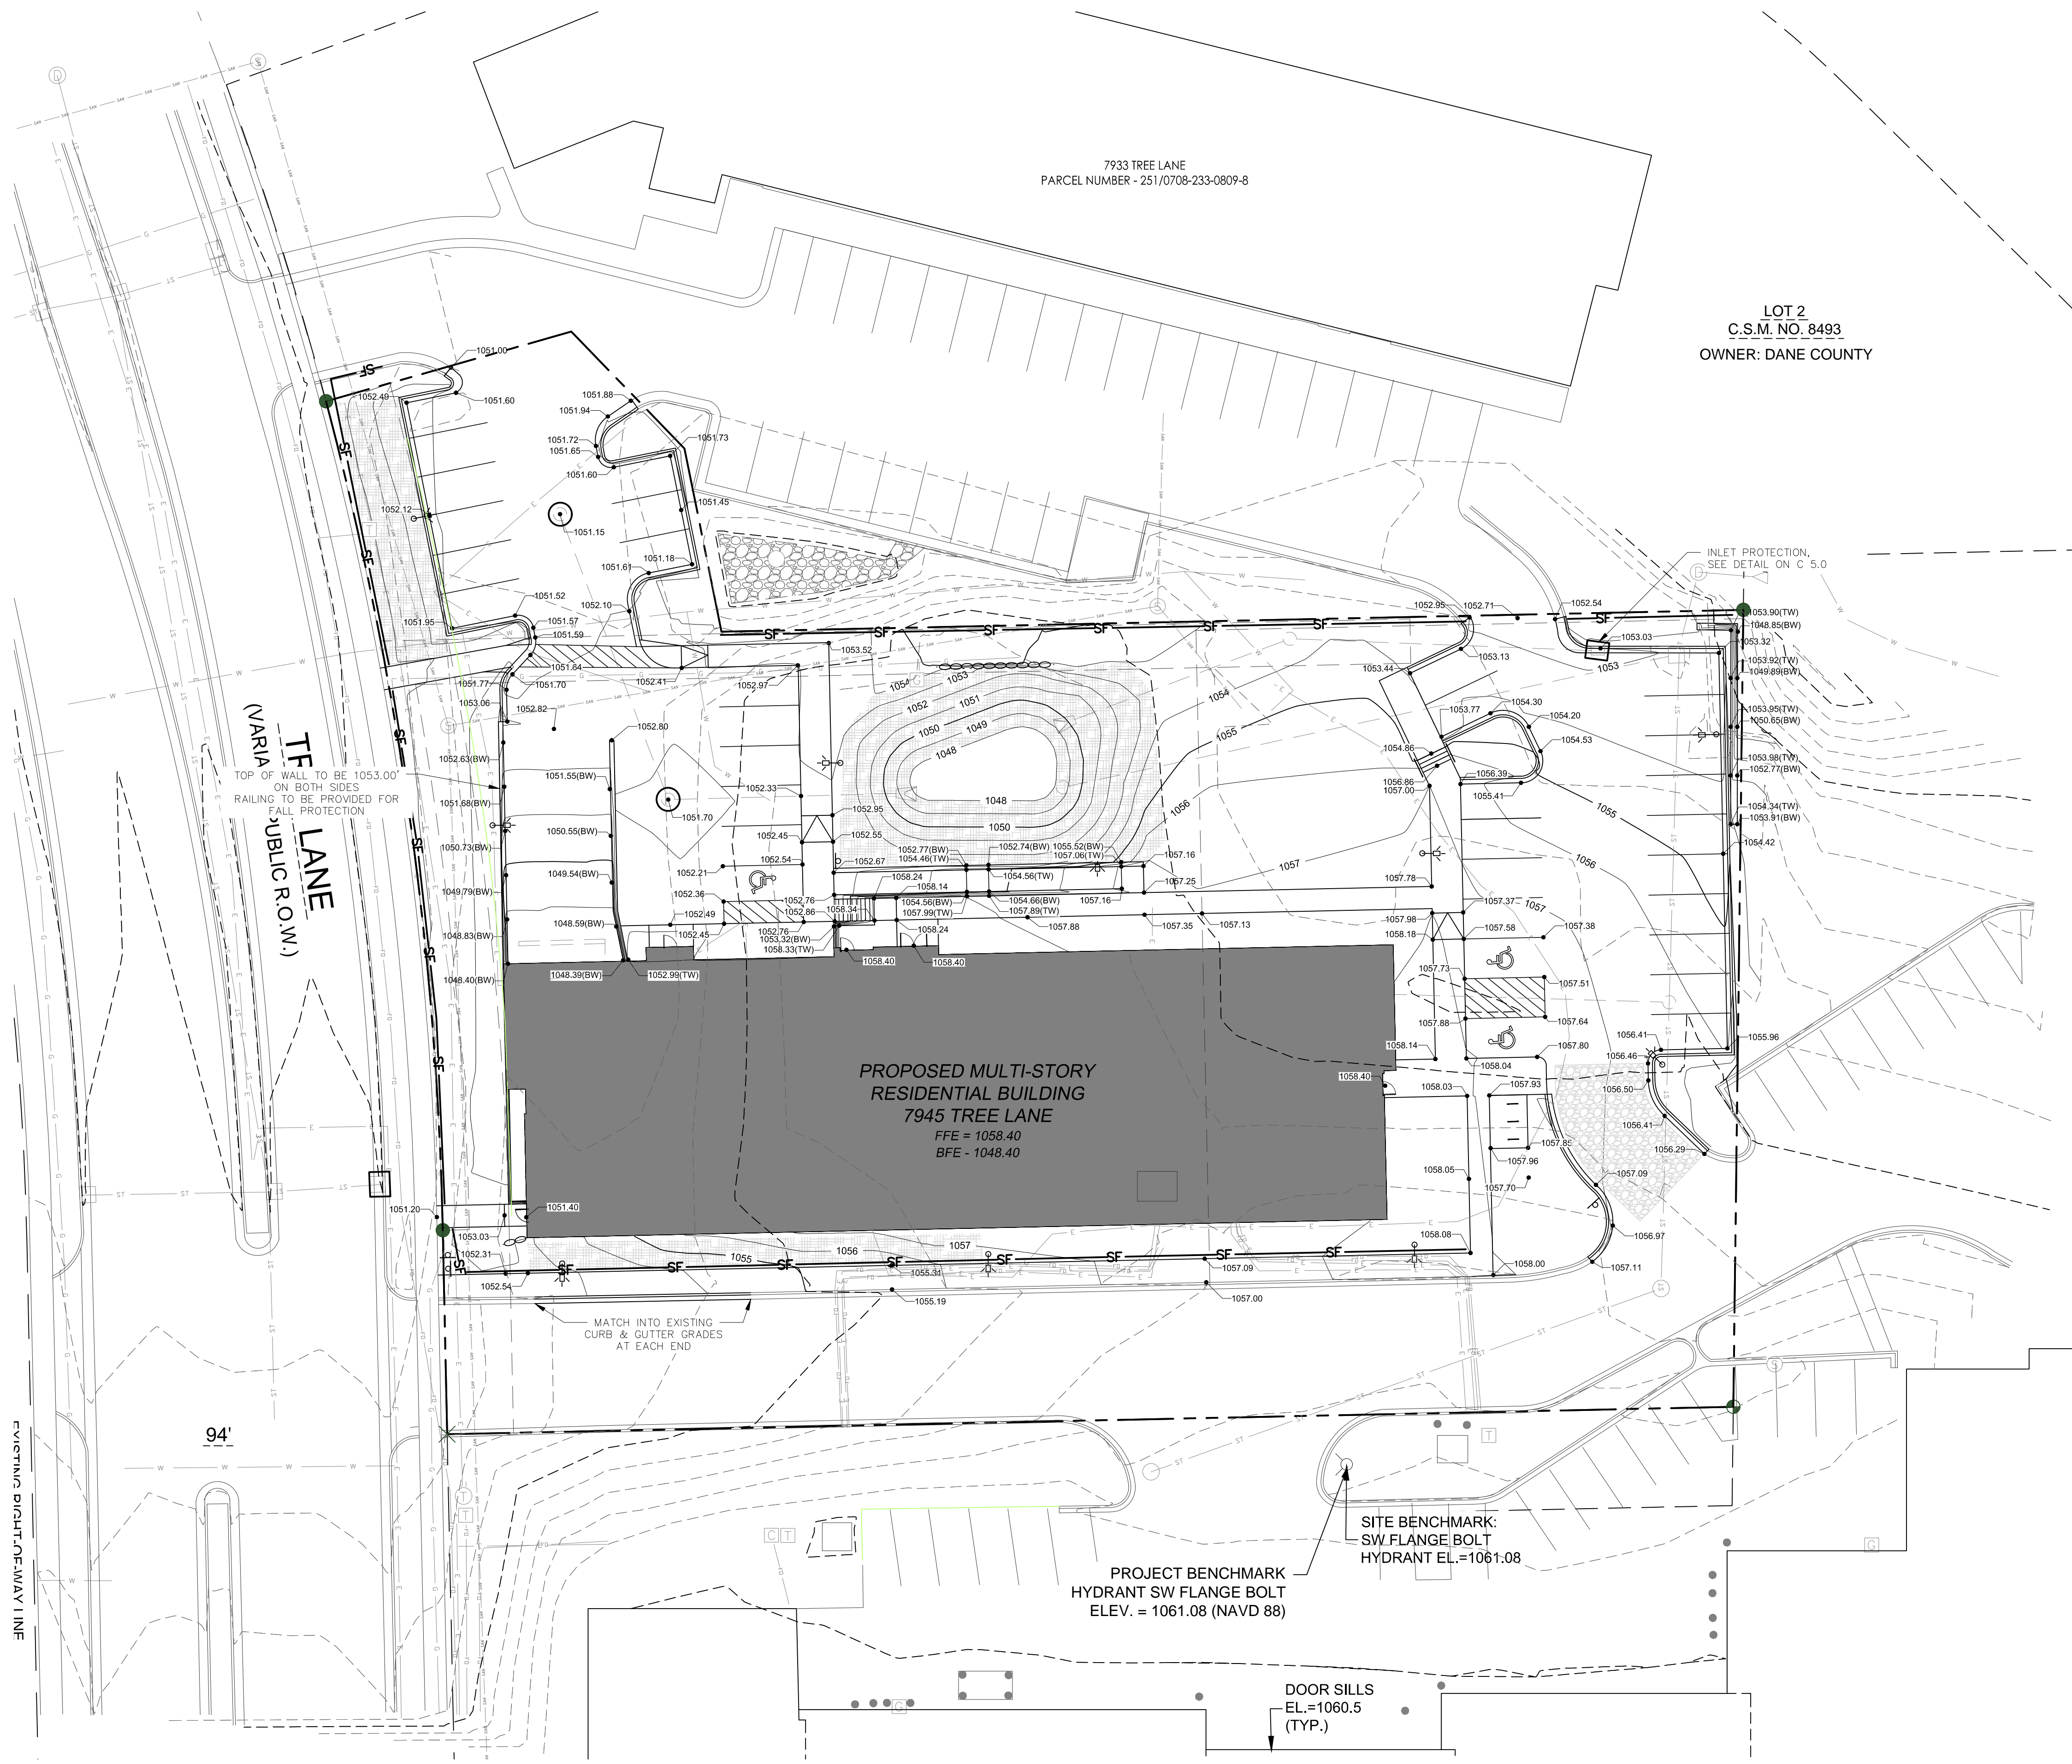 7933 TREE LANE
PARCEL NUMBER - 251/0708-233-0809-8
LOT 2
C.S.M. NO. 8493
OWNER: DANE COUNTY
1051.00
1052.49
1051.60
1051.88
1051.94
1051.72
1051.65
1051.60
1051.73
1051.45
1052.12
1051.15
1051.18
1051.61
1052.10
1051.52
1051.95
1051.57
1051.59
1051.64
1052.41
1051.77
1051.70
1053.06
1052.82
1052.97
1053.52
1052.95
1052.71
1052.54
INLET PROTECTION,
SEE DETAIL ON C 5.0
1053.03
1053.13
1053.44
1053
1053.90(TW)
1048.85(BW)
1053.32
1053.92(TW)
1049.89(BW)
1053.95(TW)
1050.65(BW)
1053.98(TW)
1052.77(BW)
1054.34(TW)
1053.91(BW)
1054.42
1054
1053
1052
1051
1050
1049
1048
1048
1050
1054
1055
1056
1057
1053.77
1054.30
1054.20
1054.53
1054.86
1056.86
1057.00
1056.39
1055.41
1055
1056
1057
TREE LANE
(VARIA
PUBLIC R.O.W.)
TOP OF WALL TO BE 1053.00'
ON BOTH SIDES
RAILING TO BE PROVIDED FOR
FALL PROTECTION
1052.80
1052.63(BW)
1051.55(BW)
1051.68(BW)
1050.55(BW)
1050.73(BW)
1049.54(BW)
1049.79(BW)
1048.59(BW)
1048.83(BW)
1048.40(BW)
1048.39(BW)
1052.99(TW)
1051.70
1052.33
1052.95
1052.45
1052.55
1052.54
1052.67
1052.21
1052.36
1052.49
1052.45
1052.76
1052.86
1052.76
1053.32(BW)
1058.33(TW)
1058.34
1052.77(BW)
1054.46(TW)
1052.74(BW)
1055.52(BW)
1057.06(TW)
1057.16
1058.24
1058.14
1054.56(TW)
1057.25
1054.56(BW)
1057.99(TW)
1054.66(BW)
1057.89(TW)
1057.16
1058.24
1057.88
1057.35
1057.13
1058.40
1058.40
1057.78
1057.98
1058.18
1057.37
1057.58
1057.38
1057.73
1057.51
1057.88
1057.64
1058.14
1057.80
1058.04
1058.40
1058.03
1057.93
1057.85
1057.96
1058.05
1057.70
1057.09
1056.97
1058.08
1058.00
1057.11
1056.41
1056.46
1056.50
1056.41
1056.29
1055.96
PROPOSED MULTI-STORY
RESIDENTIAL BUILDING
7945 TREE LANE
FFE = 1058.40
BFE - 1048.40
1051.20
1051.40
1053.03
1052.31
1052.54
1055
1056
1057
1055.31
1055.19
1057.09
1057.00
MATCH INTO EXISTING
CURB & GUTTER GRADES
AT EACH END
94'
EXISTING RIGHT-OF-WAY LINE
SITE BENCHMARK:
SW FLANGE BOLT
HYDRANT EL.=1061.08
PROJECT BENCHMARK
HYDRANT SW FLANGE BOLT
ELEV. = 1061.08 (NAVD 88)
DOOR SILLS
EL.=1060.5
(TYP.)